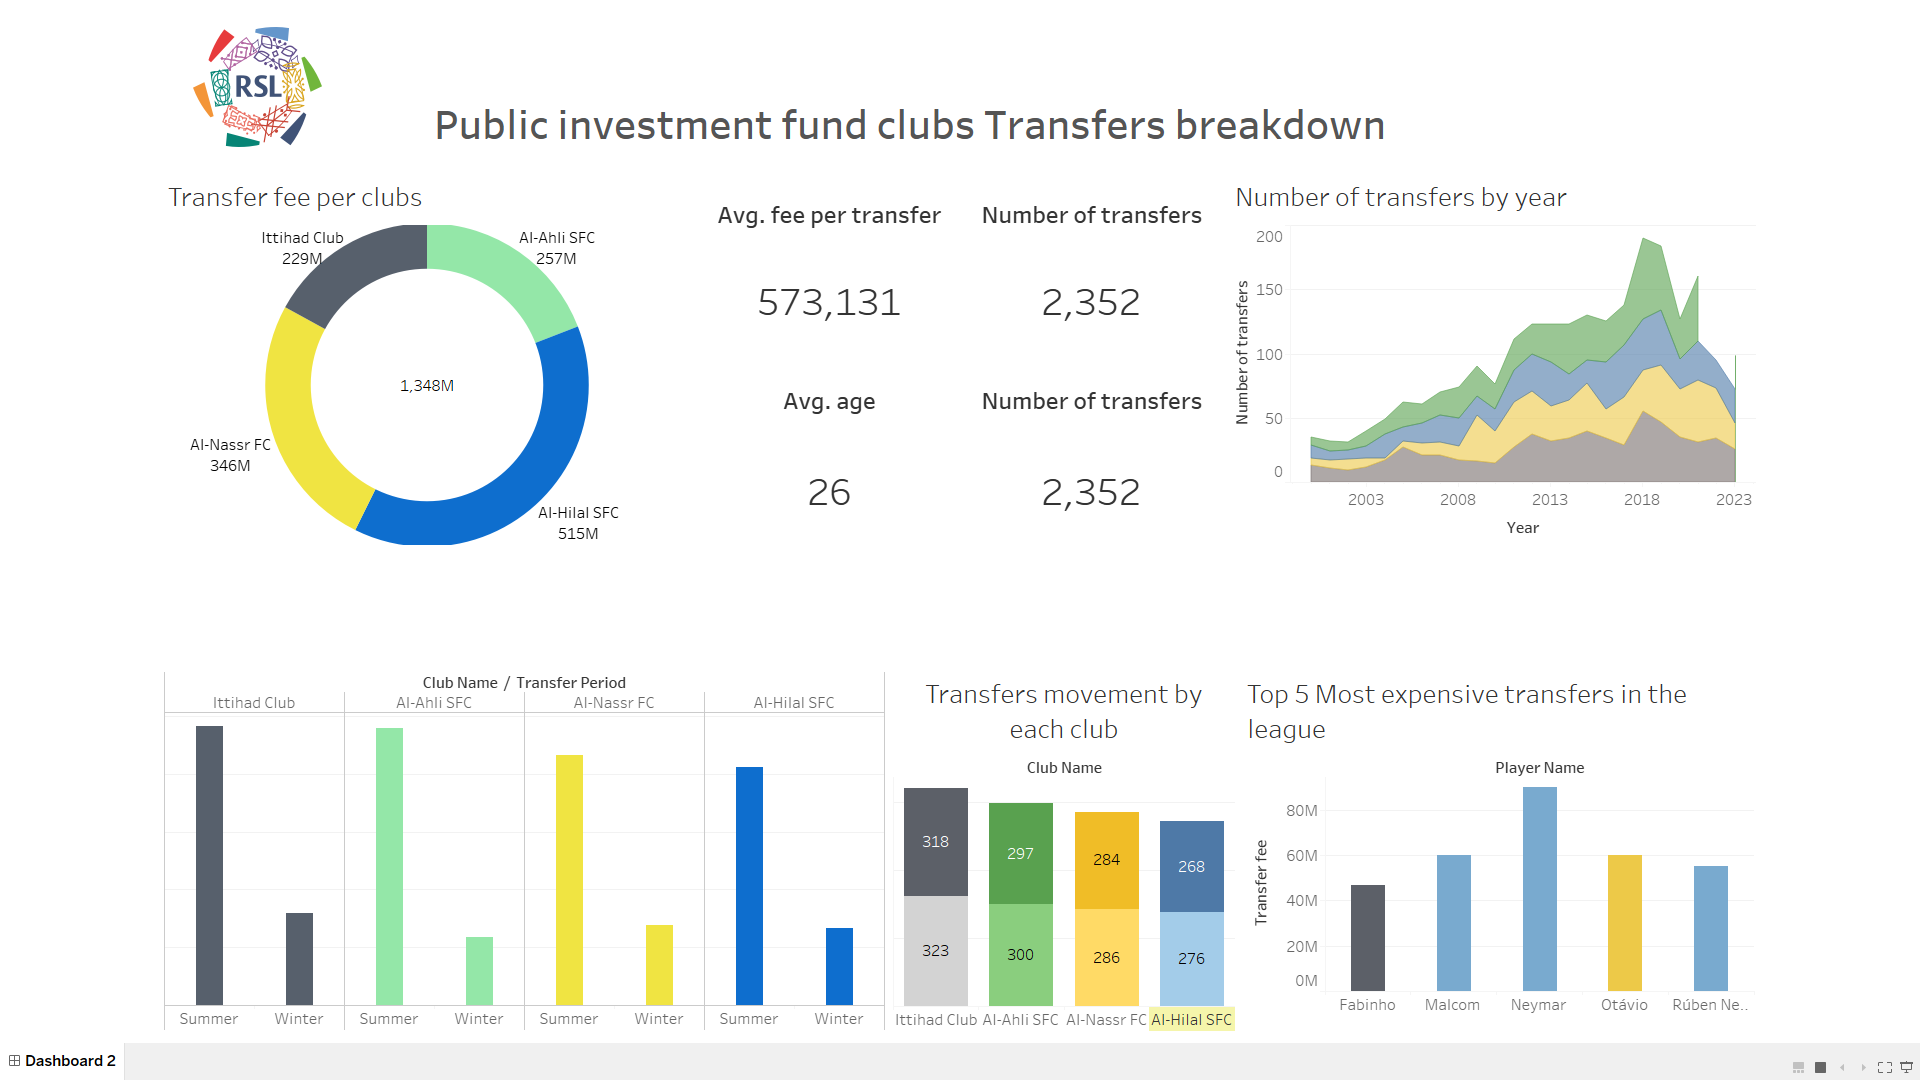 RSL
Public investment fund clubs Transfers breakdown
Transfer fee per clubs
Ittihad Club
229M
Al-Ahli SFC
257M
1,348M
Al-Nassr FC
346M
Al-Hilal SFC
515M
Avg. fee per transfer
573,131
Number of transfers
2,352
Avg. age
26
Number of transfers
2,352
Number of transfers by year
Number of transfers
200
150
100
50
0
2003 2008 2013 2018 2023
Year
Club Name / Transfer Period
Ittihad Club Al-Ahli SFC Al-Nassr FC Al-Hilal SFC
Summer Winter Summer Winter Summer Winter Summer Winter
Transfers movement by
each club
Club Name
318 297 284 268
323 300 286 276
Ittihad Club Al-Ahli SFC Al-Nassr FC Al-Hilal SFC
Top 5 Most expensive transfers in the
league
Player Name
Transfer fee
80M
60M
40M
20M
0M
Fabinho Malcom Neymar Otávio Rúben Ne..
Dashboard 2